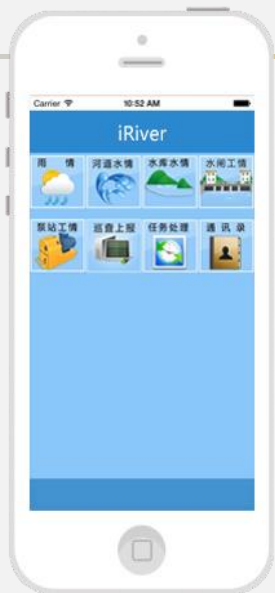 Carrier 10:52 AM
iRiver
雨 情 河道水情 水库水情 水闸工情
泵站工情 巡查上报 任务处理 通 讯 录